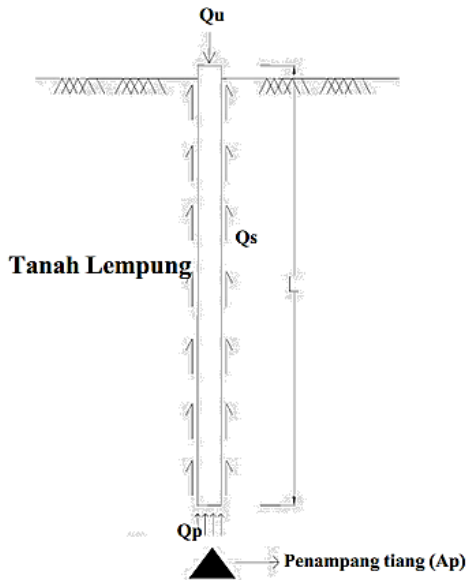 Qu
Qs
Tanah Lempung
L
Qp
Penampang tiang (Ap)